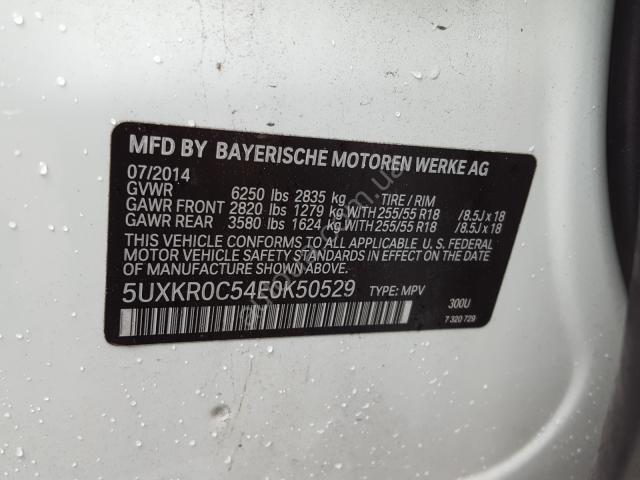 MFD BY BAYERISCHE MOTOREN WERKE AG
07/2014
GVWR 6250 lbs 2835 kg TIRE / RIM
GAWR FRONT 2820 lbs 1279 kg WITH 255/55 R18 /8.5J x 18
GAWR REAR 3580 lbs 1624 kg WITH 255/55 R18 /8.5J x 18
THIS VEHICLE CONFORMS TO ALL APPLICABLE U. S. FEDERAL
MOTOR VEHICLE SAFETY STANDARDS IN EFFECT ON THE
DATE OF MANUFACTURE SHOWN ABOVE.
5UXKR0C54E0K50529 TYPE: MPV 300U
7 320 729